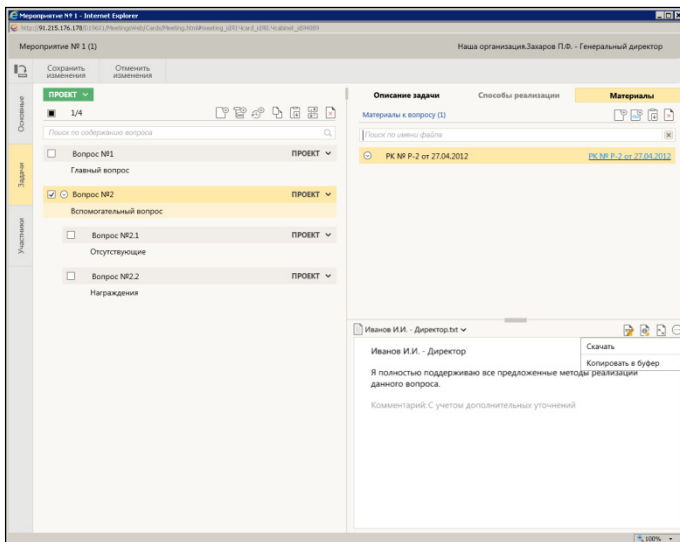 Мероприятие № 1 - Internet Explorer
Мероприятие № 1 (1)
Наша организация.Захаров П.Ф. - Генеральный директор
Сохранить изменения
Отменить изменения
Основные
Задачи
Участники
ПРОЕКТ
1/4
Поиск по содержанию вопроса
Вопрос №1 ПРОЕКТ
Главный вопрос
Вопрос №2 ПРОЕКТ
Вспомогательный вопрос
Вопрос №2.1 ПРОЕКТ
Отсутствующие
Вопрос №2.2 ПРОЕКТ
Награждения
Описание задачи Способы реализации Материалы
Материалы к вопросу (1)
Поиск по имени файла
РК № Р-2 от 27.04.2012 РК № Р-2 от 27.04.2012
Иванов И.И. - Директор.txt
Скачать
Копировать в буфер
Иванов И.И. - Директор
Я полностью поддерживаю все предложенные методы реализации
данного вопроса.
Комментарий: С учетом дополнительных уточнений
100%